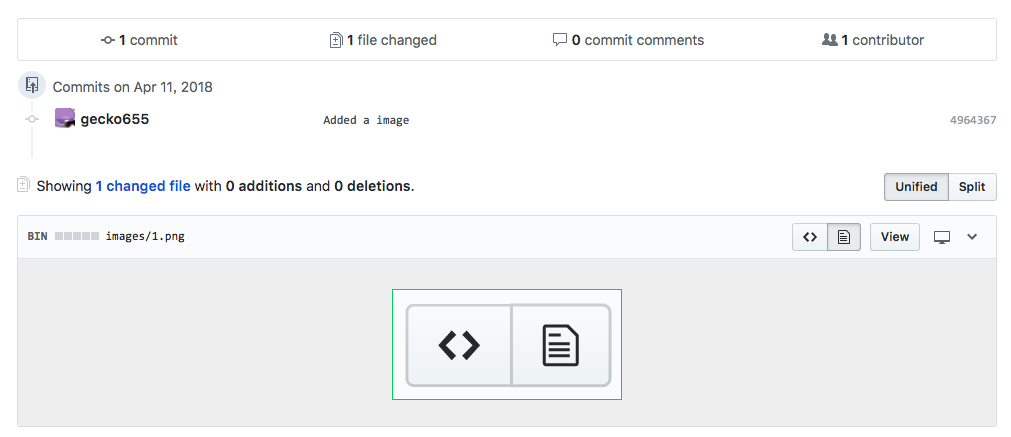 1 commit 1 file changed 0 commit comments 1 contributor
Commits on Apr 11, 2018
gecko655 Added a image 4964367
Showing 1 changed file with 0 additions and 0 deletions. Unified Split
BIN images/1.png <> View